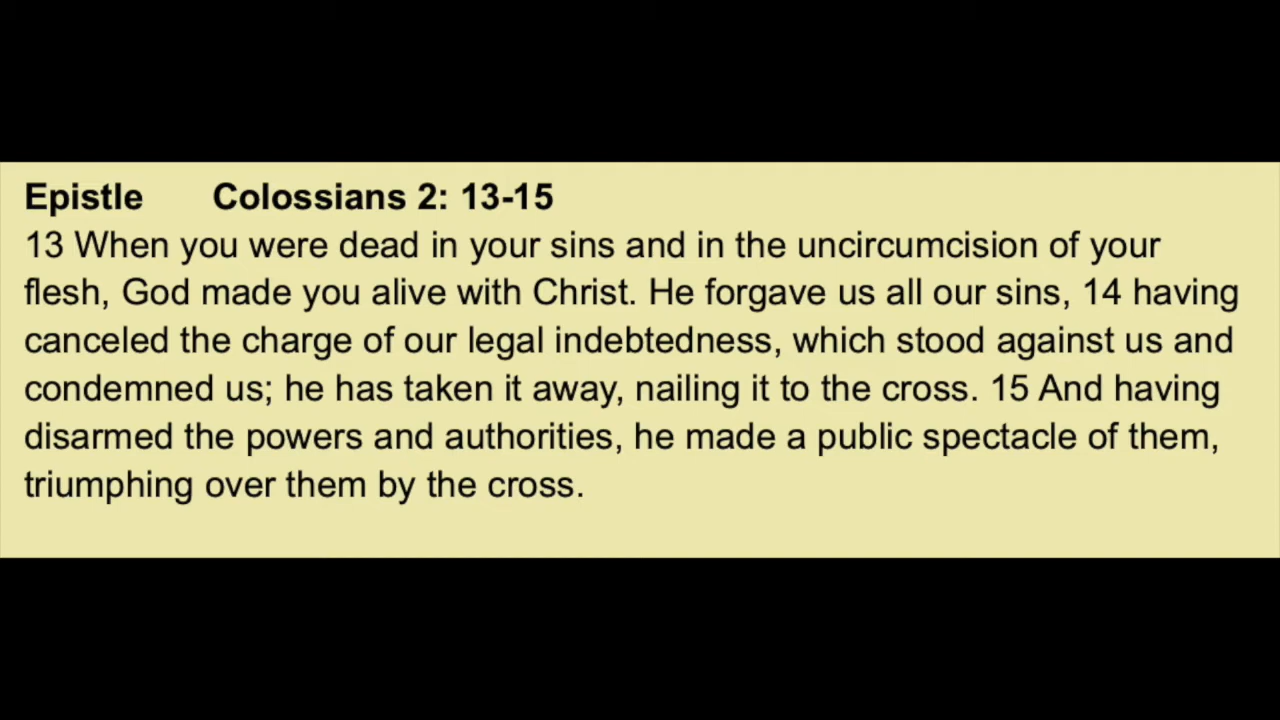 Epistle Colossians 2: 13-15
13 When you were dead in your sins and in the uncircumcision of your
flesh, God made you alive with Christ. He forgave us all our sins, 14 having
canceled the charge of our legal indebtedness, which stood against us and
condemned us; he has taken it away, nailing it to the cross. 15 And having
disarmed the powers and authorities, he made a public spectacle of them,
triumphing over them by the cross.